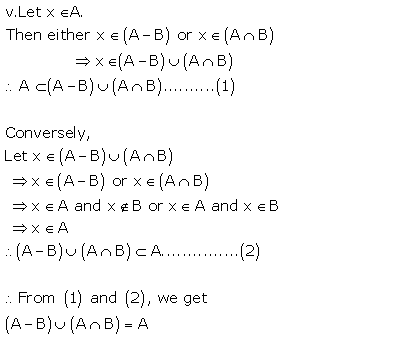 v.Let x ∈A.
Then either x ∈(A−B) or x∈(A∩B)
⇒x ∈(A−B)∪(A∩B)
∴ A ⊂(A−B)∪(A∩B)..........(1)
Conversely,
Let x∈(A−B)∪(A∩B)
⇒x∈(A−B) or x∈(A∩B)
⇒x∈A and x∉B or x∈A and x∈B
⇒x∈A
∴(A−B)∪(A∩B)⊂A...............(2)
∴ From (1) and (2), we get
(A−B)∪(A∩B)=A